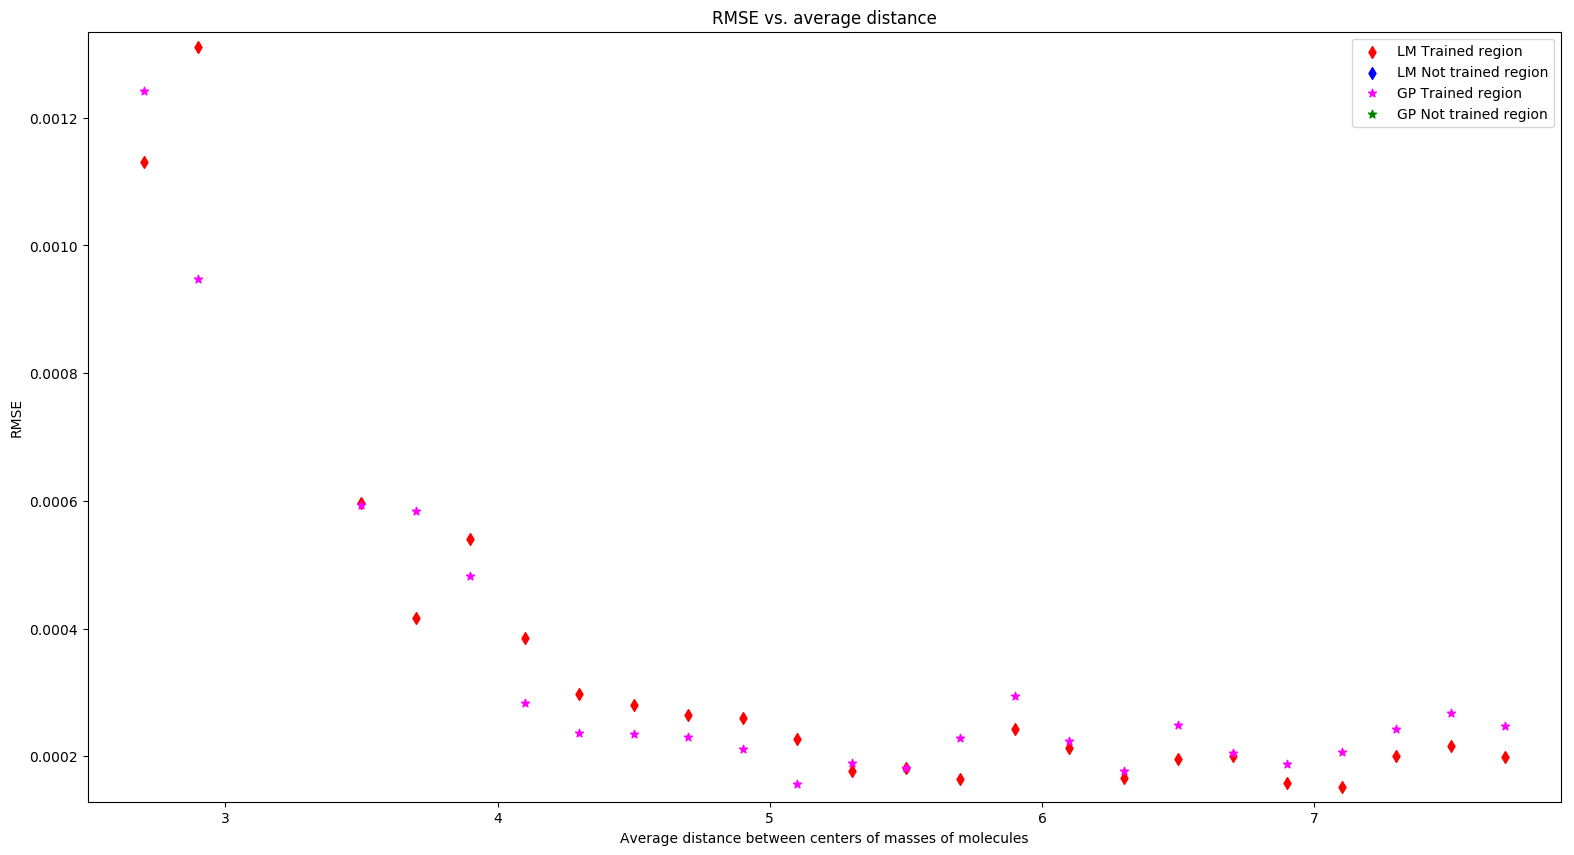 RMSE vs. average distance
LM Trained region
LM Not trained region
GP Trained region
GP Not trained region
0.0012
0.0010
0.0008
0.0006
0.0004
0.0002
RMSE
3 4 5 6 7
Average distance between centers of masses of molecules